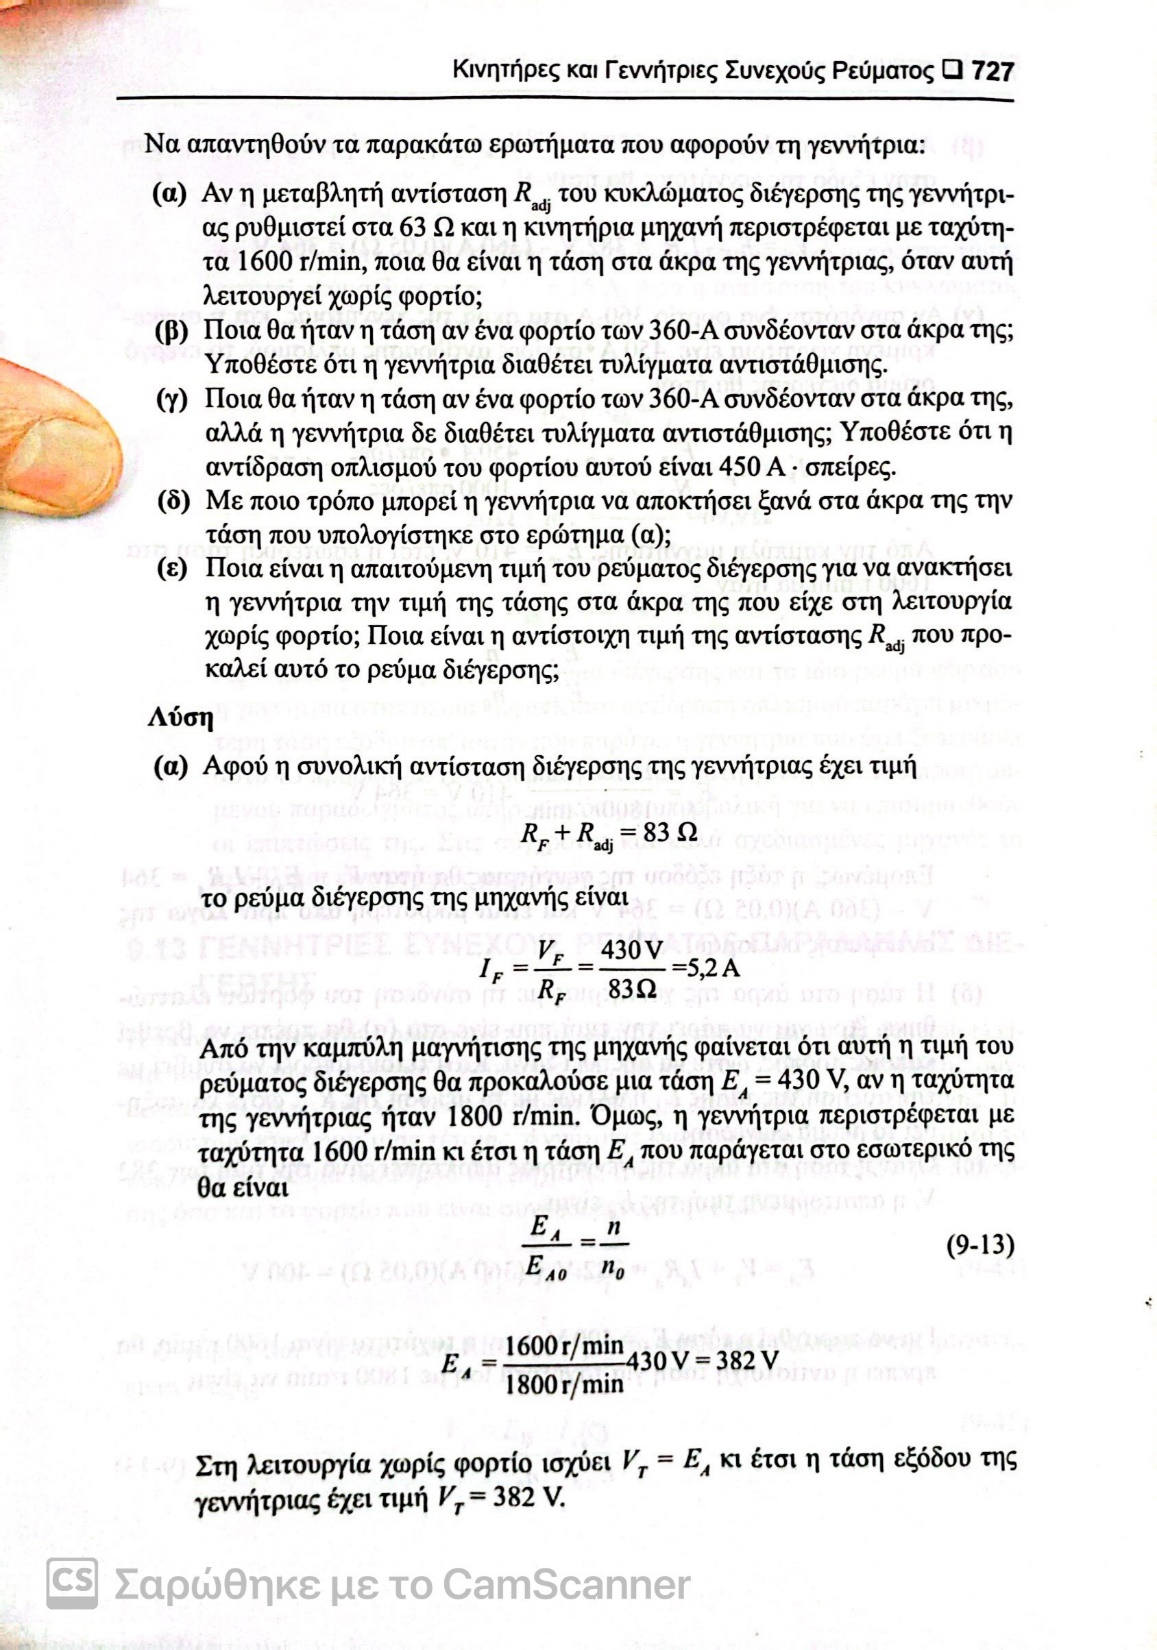 Κινητήρες και Γεννήτριες Συνεχούς Ρεύματος ❑ 727
Να απαντηθούν τα παρακάτω ερωτήματα που αφορούν τη γεννήτρια:
(α) Αν η μεταβλητή αντίσταση R_adj του κυκλώματος διέγερσης της γεννήτρι-
ας ρυθμιστεί στα 63 Ω και η κινητήρια μηχανή περιστρέφεται με ταχύτη-
τα 1600 r/min, ποια θα είναι η τάση στα άκρα της γεννήτριας, όταν αυτή
λειτουργεί χωρίς φορτίο;
(β) Ποια θα ήταν η τάση αν ένα φορτίο των 360-A συνδέονταν στα άκρα της;
Υποθέστε ότι η γεννήτρια διαθέτει τυλίγματα αντιστάθμισης.
(γ) Ποια θα ήταν η τάση αν ένα φορτίο των 360-A συνδέονταν στα άκρα της,
αλλά η γεννήτρια δε διαθέτει τυλίγματα αντιστάθμισης; Υποθέστε ότι η
αντίδραση οπλισμού του φορτίου αυτού είναι 450 A · σπείρες.
(δ) Με ποιο τρόπο μπορεί η γεννήτρια να αποκτήσει ξανά στα άκρα της την
τάση που υπολογίστηκε στο ερώτημα (α);
(ε) Ποια είναι η απαιτούμενη τιμή του ρεύματος διέγερσης για να ανακτήσει
η γεννήτρια την τιμή της τάσης στα άκρα της που είχε στη λειτουργία
χωρίς φορτίο; Ποια είναι η αντίστοιχη τιμή της αντίστασης R_adj που προ-
καλεί αυτό το ρεύμα διέγερσης;
Λύση
(α) Αφού η συνολική αντίσταση διέγερσης της γεννήτριας έχει τιμή
R_F + R_adj = 83 Ω
το ρεύμα διέγερσης της μηχανής είναι
I_F = V_F / R_F = 430 V / 83Ω =5,2 A
Από την καμπύλη μαγνήτισης της μηχανής φαίνεται ότι αυτή η τιμή του
ρεύματος διέγερσης θα προκαλούσε μια τάση E_A = 430 V, αν η ταχύτητα
της γεννήτριας ήταν 1800 r/min. Όμως, η γεννήτρια περιστρέφεται με
ταχύτητα 1600 r/min κι έτσι η τάση E_A που παράγεται στο εσωτερικό της
θα είναι
E_A / E_A0 = n / n_0 (9-13)
E_A = 1600 r/min / 1800 r/min 430 V = 382 V
Στη λειτουργία χωρίς φορτίο ισχύει V_T = E_A κι έτσι η τάση εξόδου της
γεννήτριας έχει τιμή V_T = 382 V.
CS Σαρώθηκε με το CamScanner